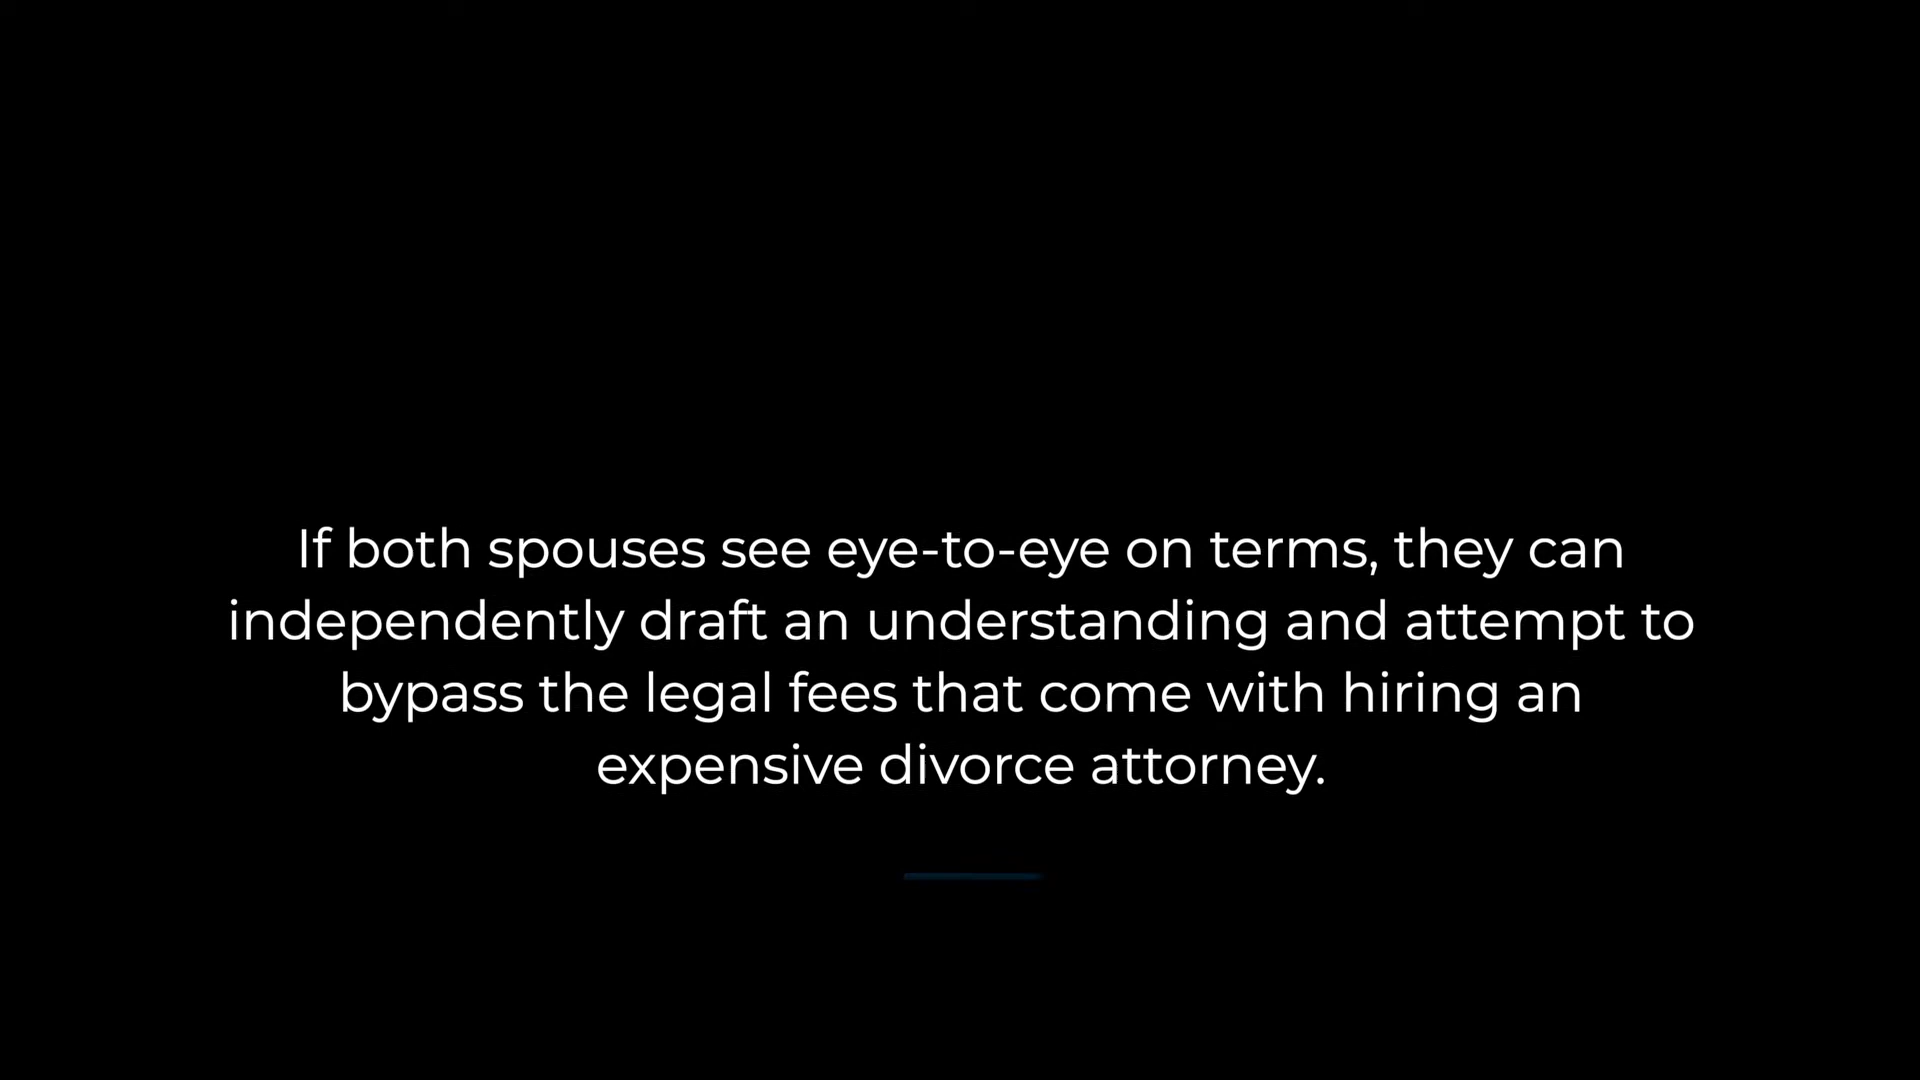 If both spouses see eye-to-eye on terms, they can
independently draft an understanding and attempt to
bypass the legal fees that come with hiring an
expensive divorce attorney.